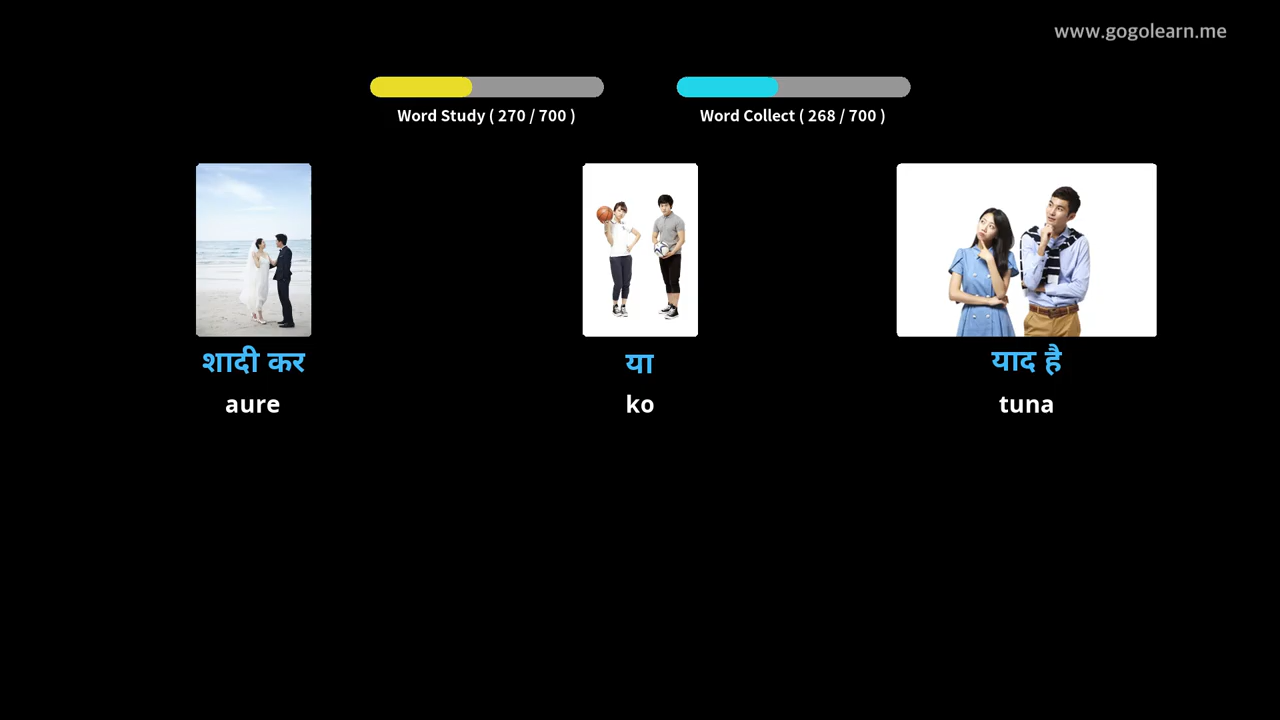 www.gogolearn.me
Word Study ( 270 / 700 )
Word Collect ( 268 / 700 )
शादी कर
या
याद है
aure
ko
tuna